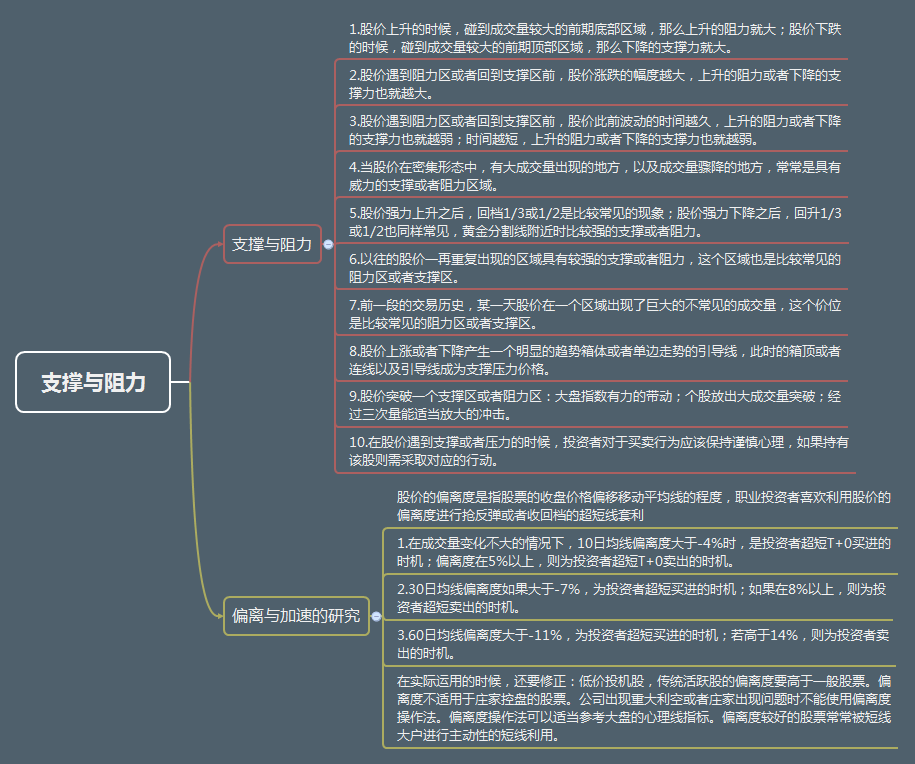 支撑与阻力
支撑与阻力
1.股价上升的时候，碰到成交量较大的前期底部区域，那么上升的阻力就大；股价下跌
的时候，碰到成交量较大的前期顶部区域，那么下降的支撑力就大。
2.股价遇到阻力区或者回到支撑区前，股价涨跌的幅度越大，上升的阻力或者下降的支
撑力也就越大。
3.股价遇到阻力区或者回到支撑区前，股价此前波动的时间越久，上升的阻力或者下降
的支撑力也就越弱；时间越短，上升的阻力或者下降的支撑力也就越弱。
4.当股价在密集形态中，有大成交量出现的地方，以及成交量骤降的地方，常常是具有
威力的支撑或者阻力区域。
5.股价强力上升之后，回档1/3或1/2是比较常见的现象；股价强力下降之后，回升1/3
或1/2也同样常见，黄金分割线附近时比较强的支撑或者阻力。
6.以往的股价一再重复出现的区域具有较强的支撑或者阻力，这个区域也是比较常见的
阻力区或者支撑区。
7.前一段的交易历史，某一天股价在一个区域出现了巨大的不常见的成交量，这个价位
是比较常见的阻力区或者支撑区。
8.股价上涨或者下降产生一个明显的趋势箱体或者单边走势的引导线，此时的箱顶或者
连线以及引导线成为支撑压力价格。
9.股价突破一个支撑区或者阻力区：大盘指数有力的带动；个股放出大成交量突破；经
过三次量能适当放大的冲击。
10.在股价遇到支撑或者压力的时候，投资者对于买卖行为应该保持谨慎心理，如果持有
该股则需采取对应的行动。
偏离与加速的研究
股价的偏离度是指股票的收盘价格偏移移动平均线的程度，职业投资者喜欢利用股价的
偏离度进行抢反弹或者收回档的超短线套利
1.在成交量变化不大的情况下，10日均线偏离度大于-4%时，是投资者超短T+0买进的
时机；偏离度在5%以上，则为投资者超短T+0卖出的时机。
2.30日均线偏离度如果大于-7%，为投资者超短买进的时机；如果在8%以上，则为投
资者超短卖出的时机。
3.60日均线偏离度大于-11%，为投资者超短买进的时机；若高于14%，则为投资者卖
出的时机。
在实际运用的时候，还要修正：低价投机股，传统活跃股的偏离度要高于一般股票。偏
离度不适用于庄家控盘的股票。公司出现重大利空或者庄家出现问题时不能使用偏离度
操作法。偏离度操作法可以适当参考大盘的心理线指标。偏离度较好的股票常常被短线
大户进行主动性的短线利用。